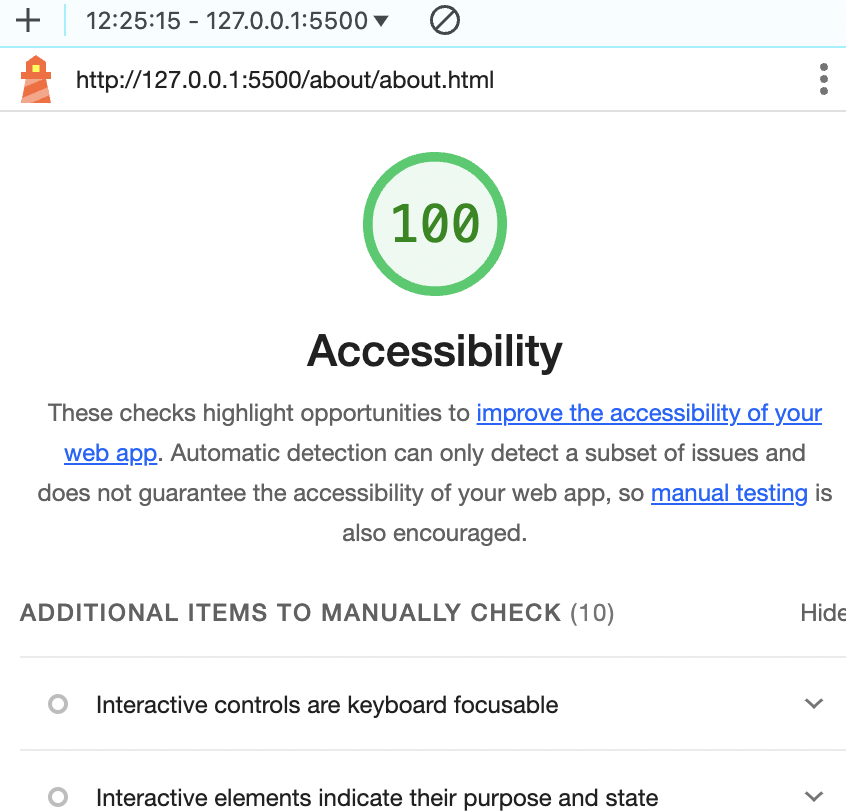 12:25:15 - 127.0.0.1:5500
http://127.0.0.1:5500/about/about.html
100
Accessibility
These checks highlight opportunities to improve the accessibility of your
web app. Automatic detection can only detect a subset of issues and
does not guarantee the accessibility of your web app, so manual testing is
also encouraged.
ADDITIONAL ITEMS TO MANUALLY CHECK (10) Hide
Interactive controls are keyboard focusable
Interactive elements indicate their purpose and state